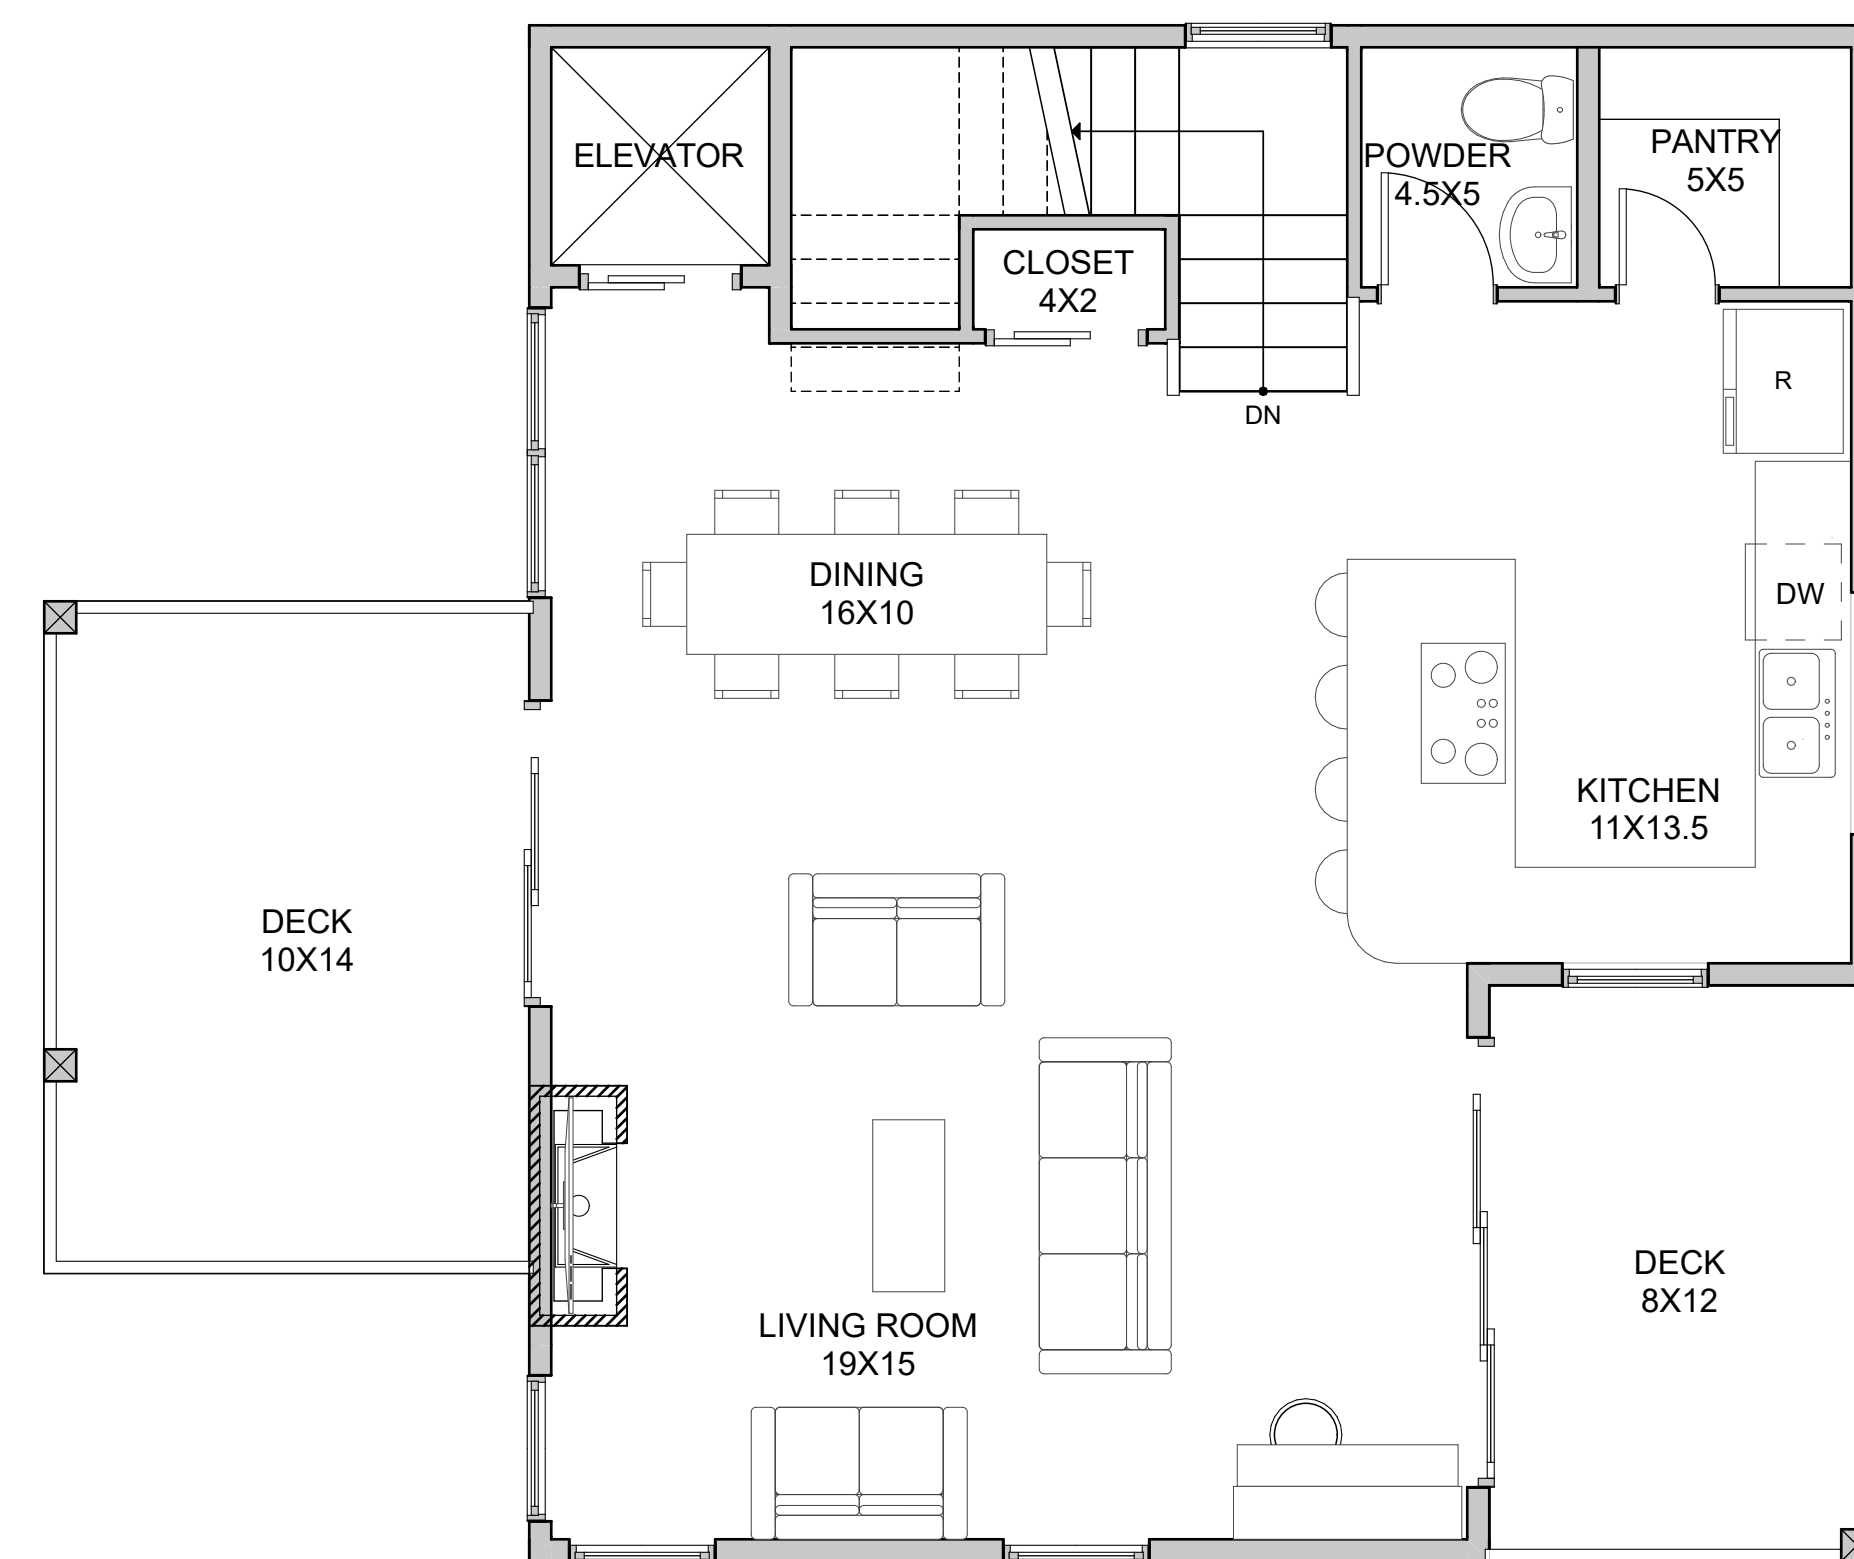 ELEVATOR
POWDER
4.5X5
PANTRY
5X5
CLOSET
4X2
R
DN
DINING
16X10
DW
KITCHEN
11X13.5
DECK
10X14
DECK
8X12
LIVING ROOM
19X15